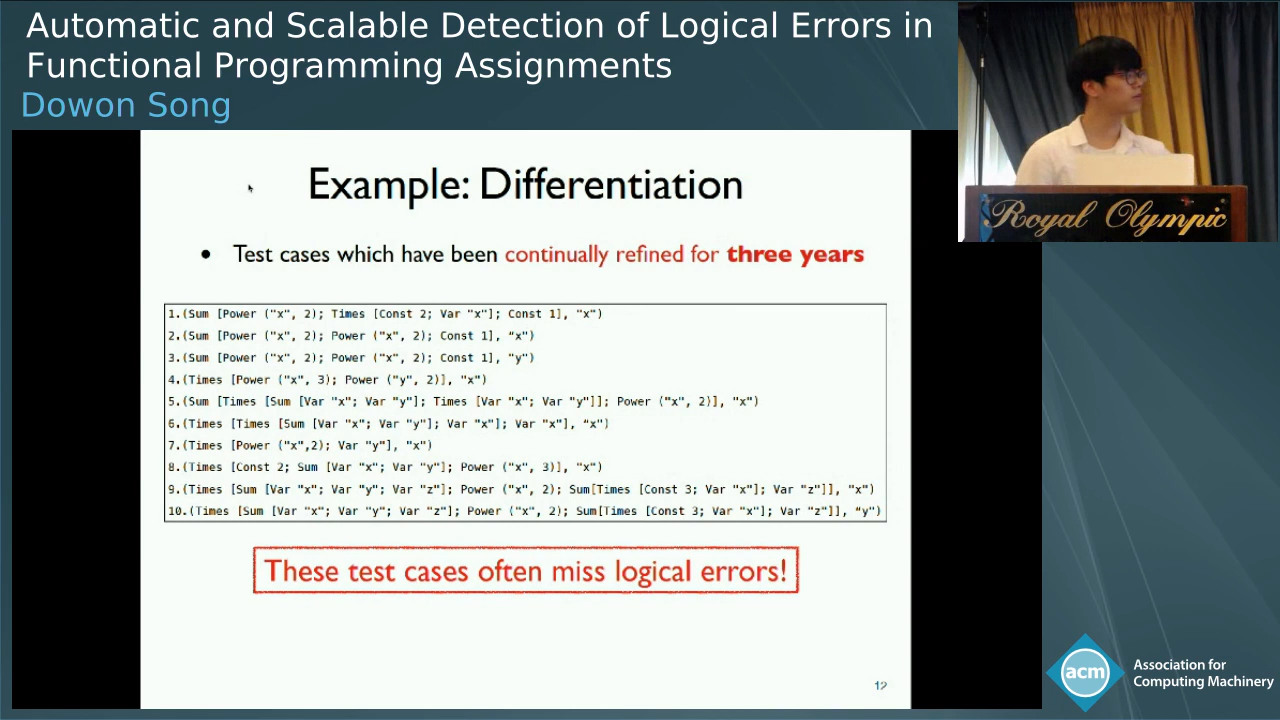 Automatic and Scalable Detection of Logical Errors in
Functional Programming Assignments
Dowon Song
Royal Olympic
Example: Differentiation
• Test cases which have been continually refined for three years
1.(Sum [Power ("x", 2); Times [Const 2; Var "x"]; Const 1], "x")
2.(Sum [Power ("x", 2); Power ("x", 2); Const 1], "x")
3.(Sum [Power ("x", 2); Power ("x", 2); Const 1], "y")
4.(Times [Power ("x", 3); Power ("y", 2)], "x")
5.(Sum [Times [Sum [Var "x"; Var "y"]; Times [Var "x"; Var "y"]]; Power ("x", 2)], "x")
6.(Times [Times [Sum [Var "x"; Var "y"]; Var "x"]; Var "x"], "x")
7.(Times [Power ("x",2); Var "y"], "x")
8.(Times [Const 2; Sum [Var "x"; Var "y"]; Power ("x", 3)], "x")
9.(Times [Sum [Var "x"; Var "y"; Var "z"]; Power ("x", 2); Sum[Times [Const 3; Var "x"]; Var "z"]], "x")
10.(Times [Sum [Var "x"; Var "y"; Var "z"]; Power ("x", 2); Sum[Times [Const 3; Var "x"]; Var "z"]], "y")
These test cases often miss logical errors!
12
acm
Association for
Computing Machinery